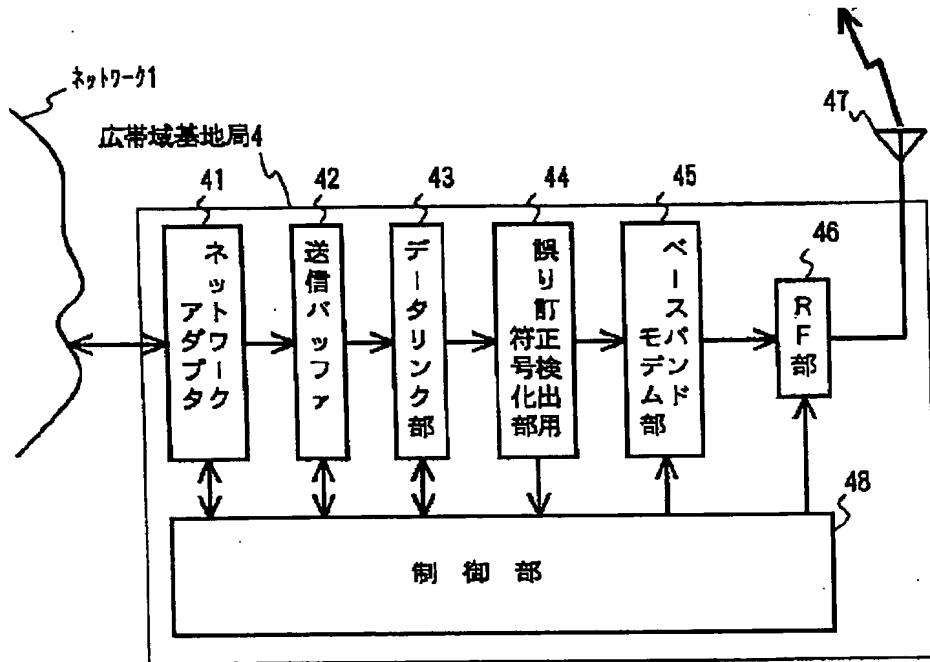 ネットワーク1
広帯域基地局4
41
ネットワーク
アダプタ
42
送信バッファ
43
データリンク部
44
誤り訂正検出用
符号化部
45
ベースバンド
モデム部
46
RF部
47
48
制御部